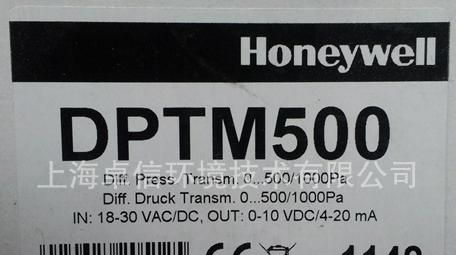 Honeywell
DPTM500
上海卓信环境技术有限公司
Diff. Press. Transm. 0...500/1000Pa
Diff. Druck Transm. 0...500/1000Pa
IN: 18-30 VAC/DC, OUT: 0-10 VDC/4-20 mA
CE